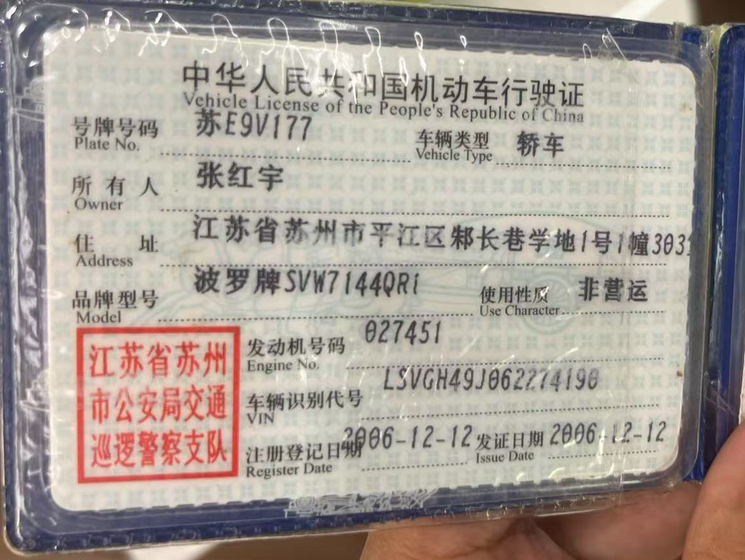 中华人民共和国机动车行驶证
Vehicle License of the People's Republic of China
号牌号码 苏E9V177 车辆类型 轿车
Plate No. Vehicle Type
所有人 张红宇
Owner
住址 江苏省苏州市平江区邾长巷学地1号1幢303
Address
品牌型号 波罗牌SVW7144QRi 使用性质 非营运
Model Use Character
江苏省苏州
市公安局交通
巡逻警察支队
发动机号码 027451
Engine No.
车辆识别代号 LSVGH49J062274190
VIN
注册登记日期 2006-12-12 发证日期 2006-12-12
Register Date Issue Date